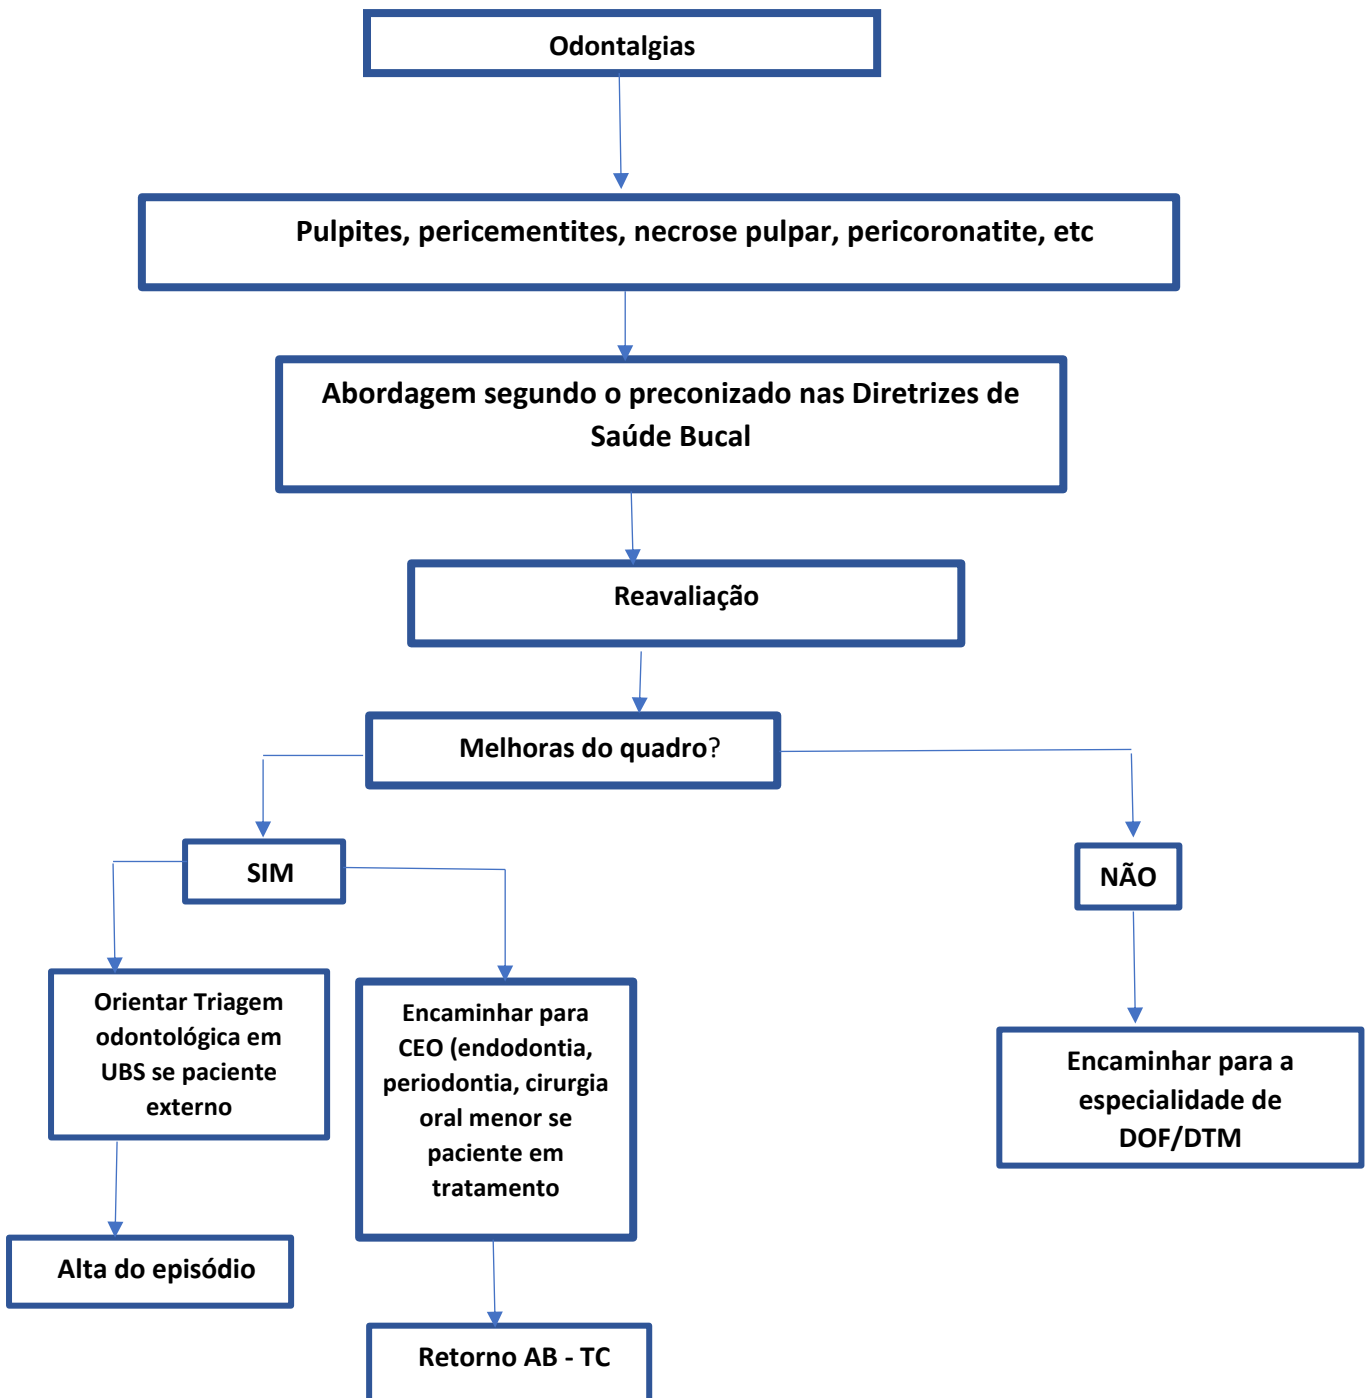 Odontalgias
Pulpites, pericementites, necrose pulpar, pericoronatite, etc
Abordagem segundo o preconizado nas Diretrizes de
Saúde Bucal
Reavaliação
Melhoras do quadro?
SIM
NÃO
Orientar Triagem
odontológica em
UBS se paciente
externo
Encaminhar para
CEO (endodontia,
periodontia, cirurgia
oral menor se
paciente em
tratamento
Encaminhar para a
especialidade de
DOF/DTM
Alta do episódio
Retorno AB - TC